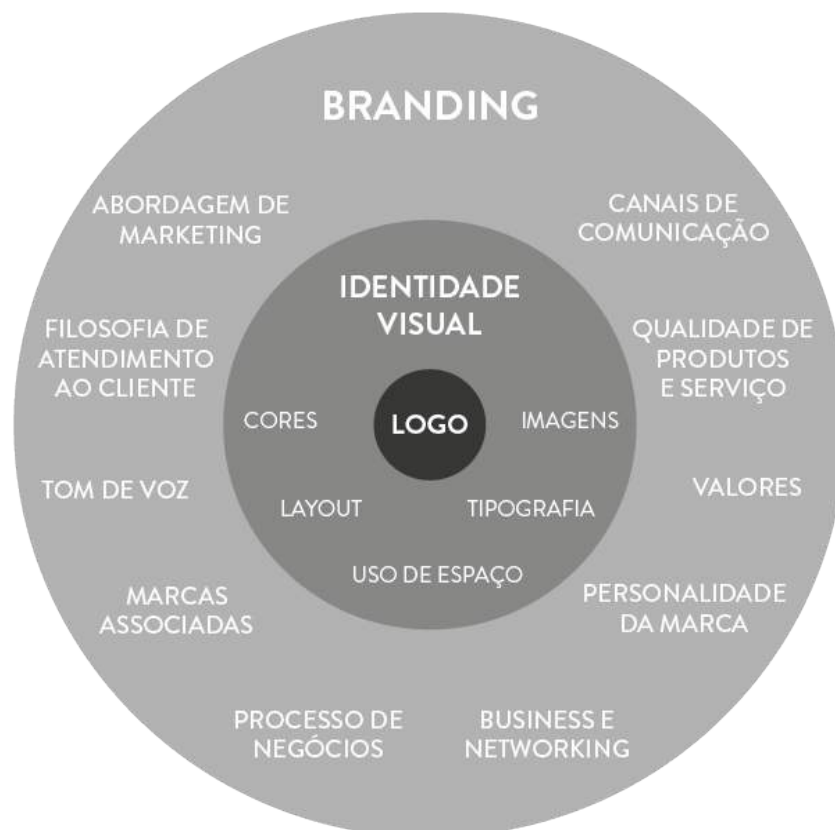 BRANDING
ABORDAGEM DE
MARKETING
CANAIS DE
COMUNICAÇÃO
IDENTIDADE
VISUAL
FILOSOFIA DE
ATENDIMENTO
AO CLIENTE
QUALIDADE DE
PRODUTOS
E SERVIÇO
CORES
LOGO
IMAGENS
TOM DE VOZ
LAYOUT
TIPOGRAFIA
VALORES
USO DE ESPAÇO
MARCAS
ASSOCIADAS
PERSONALIDADE
DA MARCA
PROCESSO DE
NEGÓCIOS
BUSINESS E
NETWORKING